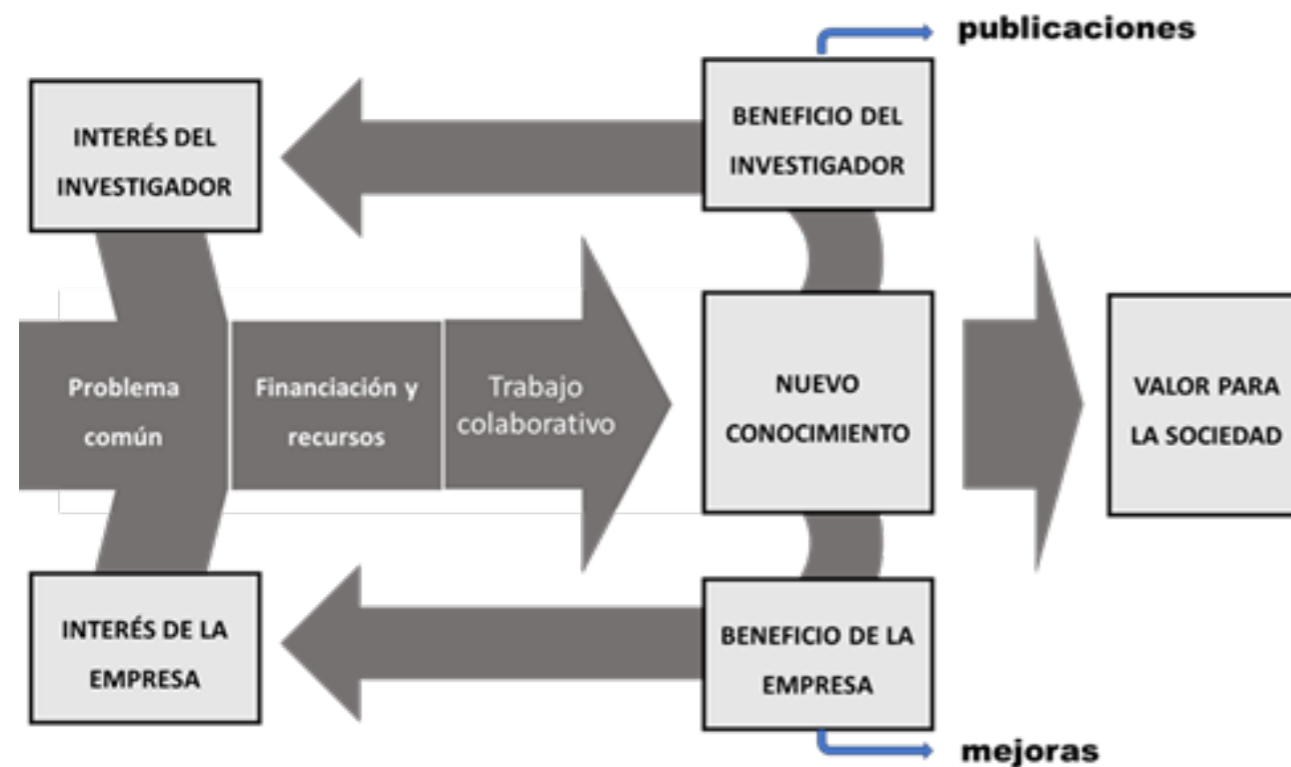 publicaciones
INTERÉS DEL
INVESTIGADOR
BENEFICIO DEL
INVESTIGADOR
Problema
común
Financiación y
recursos
Trabajo
colaborativo
NUEVO
CONOCIMIENTO
VALOR PARA
LA SOCIEDAD
INTERÉS DE LA
EMPRESA
BENEFICIO DE LA
EMPRESA
mejoras